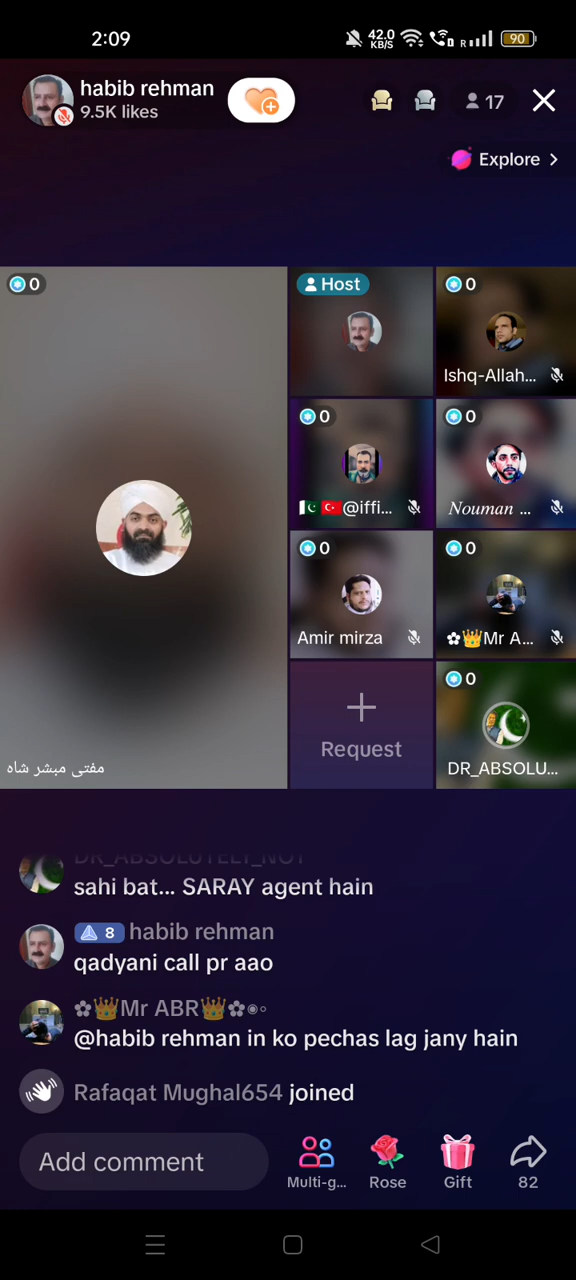 2:09
42.0
KB/S
R
90
habib rehman
9.5K likes
17
Explore
0
Host
0
Ishq-Allah...
0
0
@iffi...
Nouman ...
0
0
Amir mirza
Mr A...
0
Request
DR_ABSOLU...
مفتی مبشر شاہ
DR_ABSOLUTELY_NOT
sahi bat... SARAY agent hain
8 habib rehman
qadyani call pr aao
✿👑Mr ABR👑✿◉◦
@habib rehman in ko pechas lag jany hain
Rafaqat Mughal654 joined
Add comment
Multi-g...
Rose
Gift
82